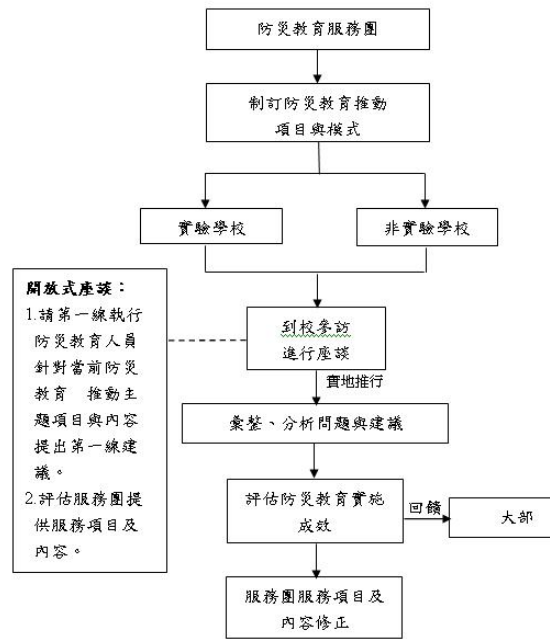 防災教育服務團
制訂防災教育推動
項目與模式
實驗學校
非實驗學校
開放式座談：
1.請第一線執行
防災教育人員
針對當前防災
教育　推動主
題項目與內容
提出第一線建
議。
2.評估服務團提
供服務項目及
內容。
到校參訪
進行座談
實地推行
彙整、分析問題與建議
評估防災教育實施
成效
回饋
大部
服務團服務項目及
內容修正